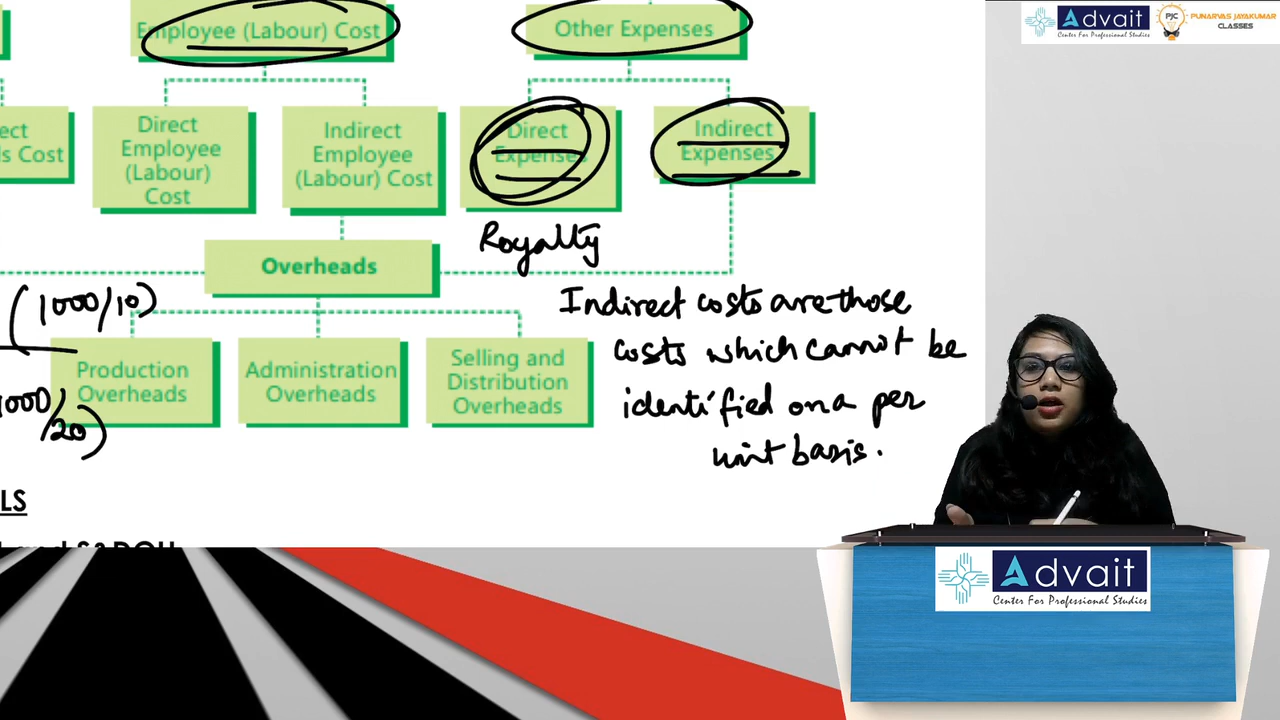 Advait
Center For Professional Studies
PJC
PUNARVAS JAYAKUMAR
CLASSES
Employee (Labour) Cost
Other Expenses
ect
ls Cost
Direct
Employee
(Labour)
Cost
Indirect
Employee
(Labour) Cost
Direct
Expenses
Indirect
Expenses
Royalty
Overheads
(1000/10)
Indirect costs are those
costs which cannot be
identified on a per
unit basis.
Production
Overheads
Administration
Overheads
Selling and
Distribution
Overheads
000/20)
LS
Advait
Center For Professional Studies